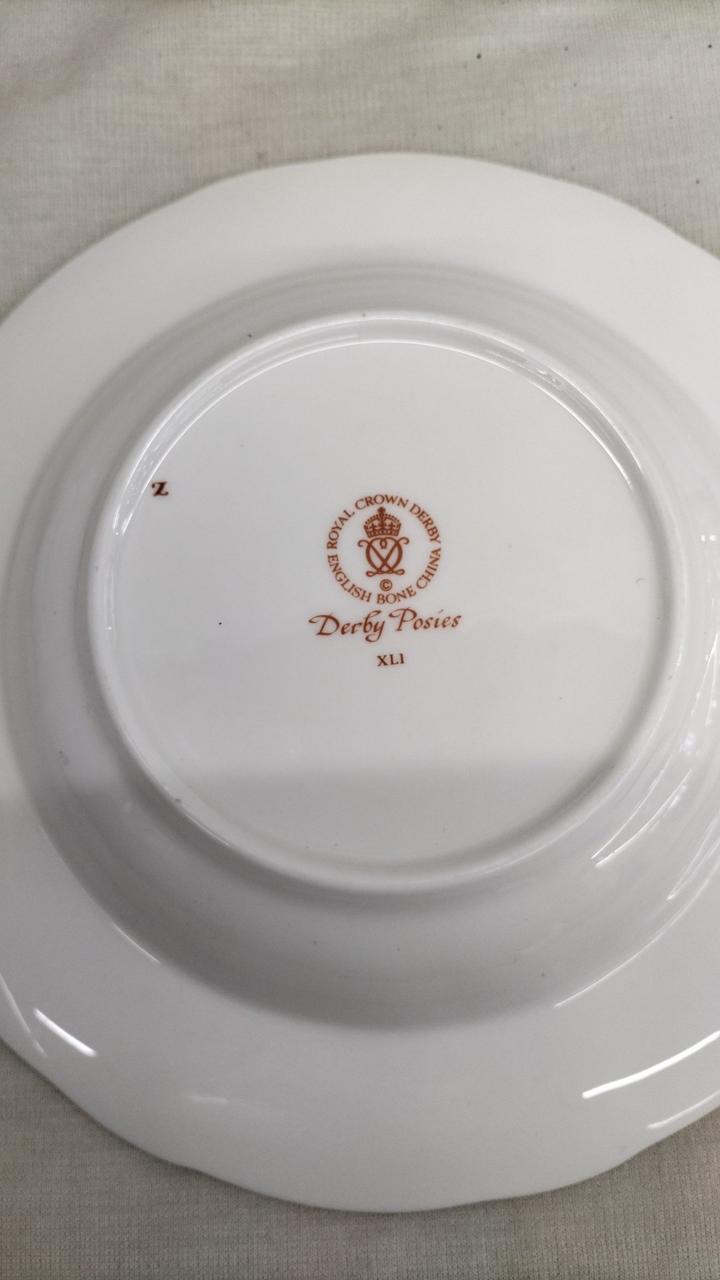 Z
ROYAL CROWN DERBY
ENGLISH BONE CHINA
©
Derby Posies
XLI